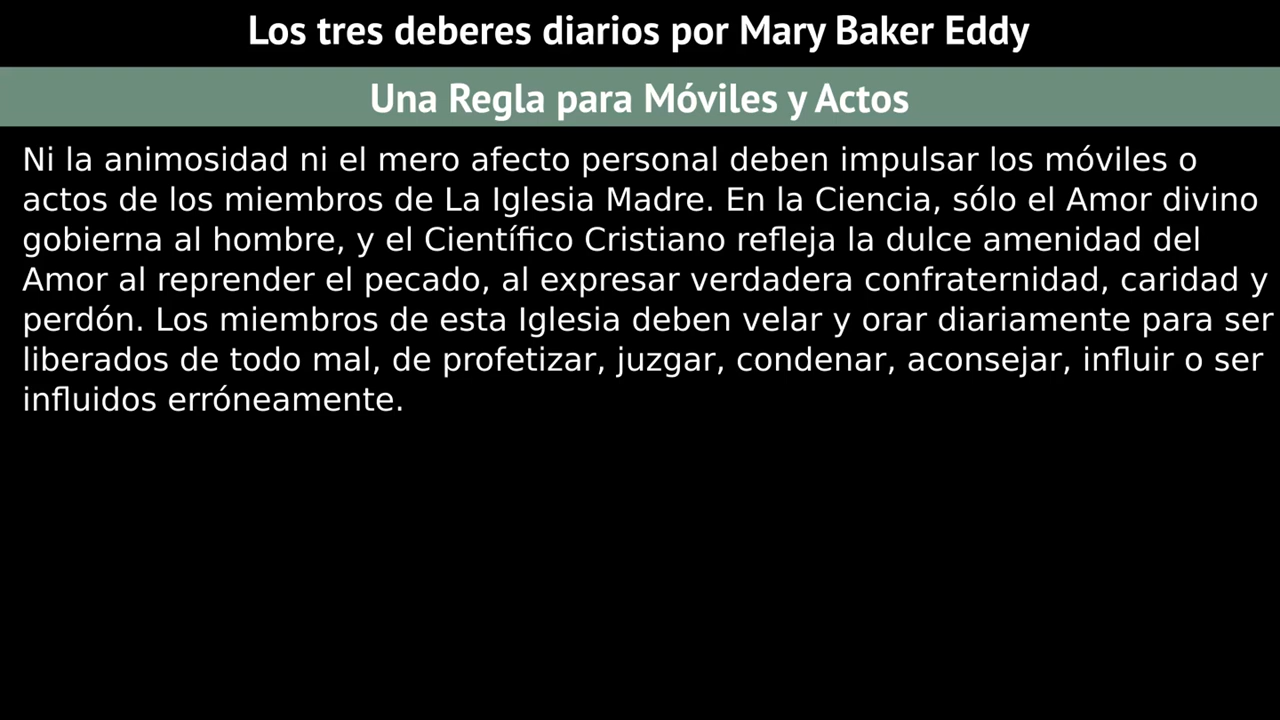 Los tres deberes diarios por Mary Baker Eddy
Una Regla para Móviles y Actos
Ni la animosidad ni el mero afecto personal deben impulsar los móviles o
actos de los miembros de La Iglesia Madre. En la Ciencia, sólo el Amor divino
gobierna al hombre, y el Científico Cristiano refleja la dulce amenidad del
Amor al reprender el pecado, al expresar verdadera confraternidad, caridad y
perdón. Los miembros de esta Iglesia deben velar y orar diariamente para ser
liberados de todo mal, de profetizar, juzgar, condenar, aconsejar, influir o ser
influidos erróneamente.